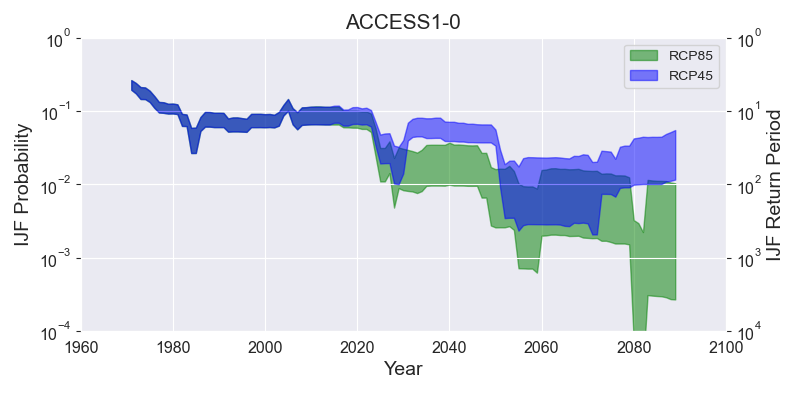 ACCESS1-0
10^0
10^-1
10^-2
10^-3
10^-4
IJF Probability
10^0
10^1
10^2
10^3
10^4
IJF Return Period
RCP85
RCP45
1960 1980 2000 2020 2040 2060 2080 2100
Year